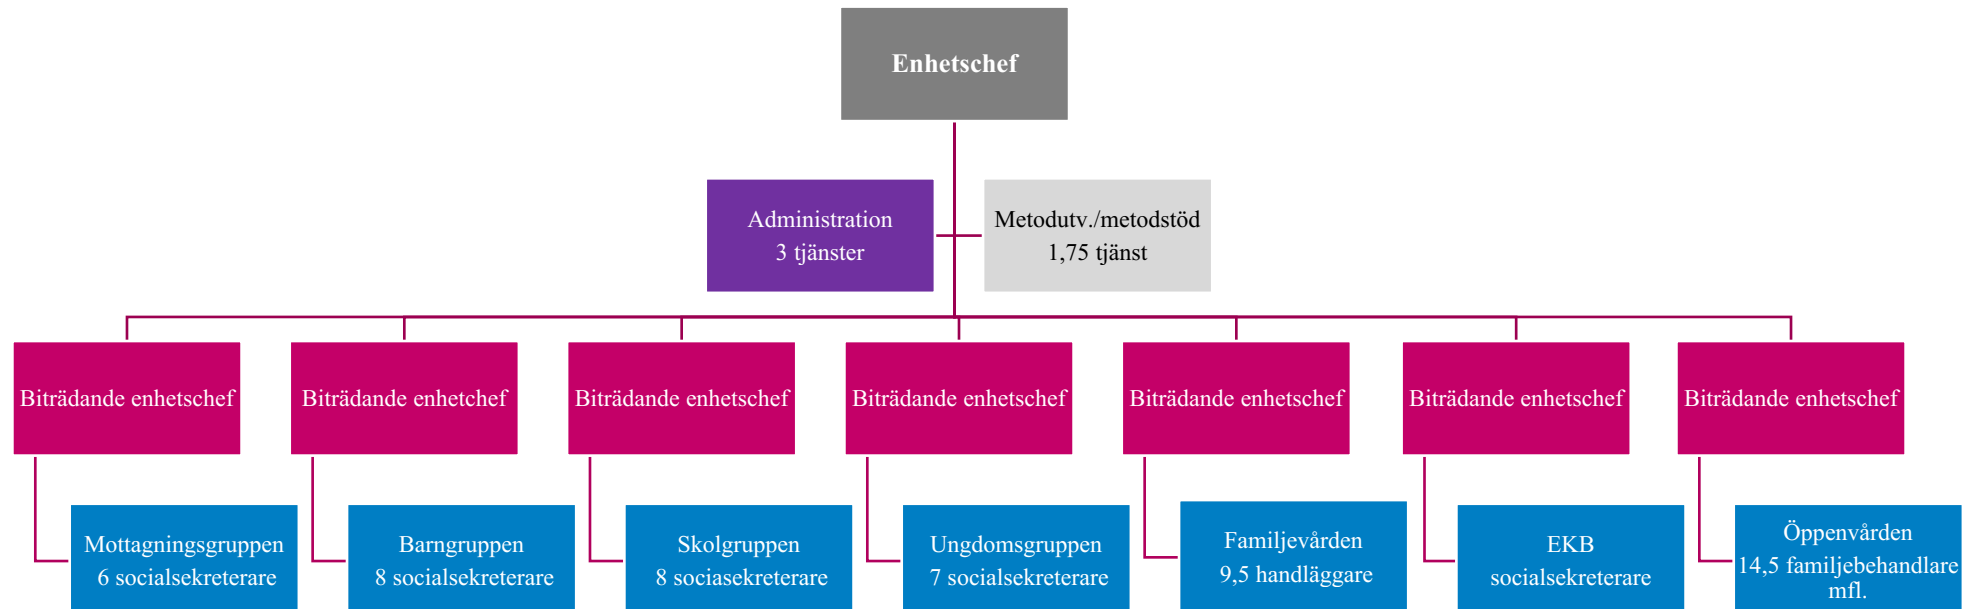 Enhetschef
Administration
3 tjänster
Metodutv./metodstöd
1,75 tjänst
Biträdande enhetschef
Biträdande enhetchef
Biträdande enhetschef
Biträdande enhetschef
Biträdande enhetschef
Biträdande enhetschef
Biträdande enhetschef
Mottagningsgruppen
6 socialsekreterare
Barngruppen
8 socialsekreterare
Skolgruppen
8 sociasekreterare
Ungdomsgruppen
7 socialsekreterare
Familjevården
9,5 handläggare
EKB
socialsekreterare
Öppenvården
14,5 familjebehandlare
mfl.